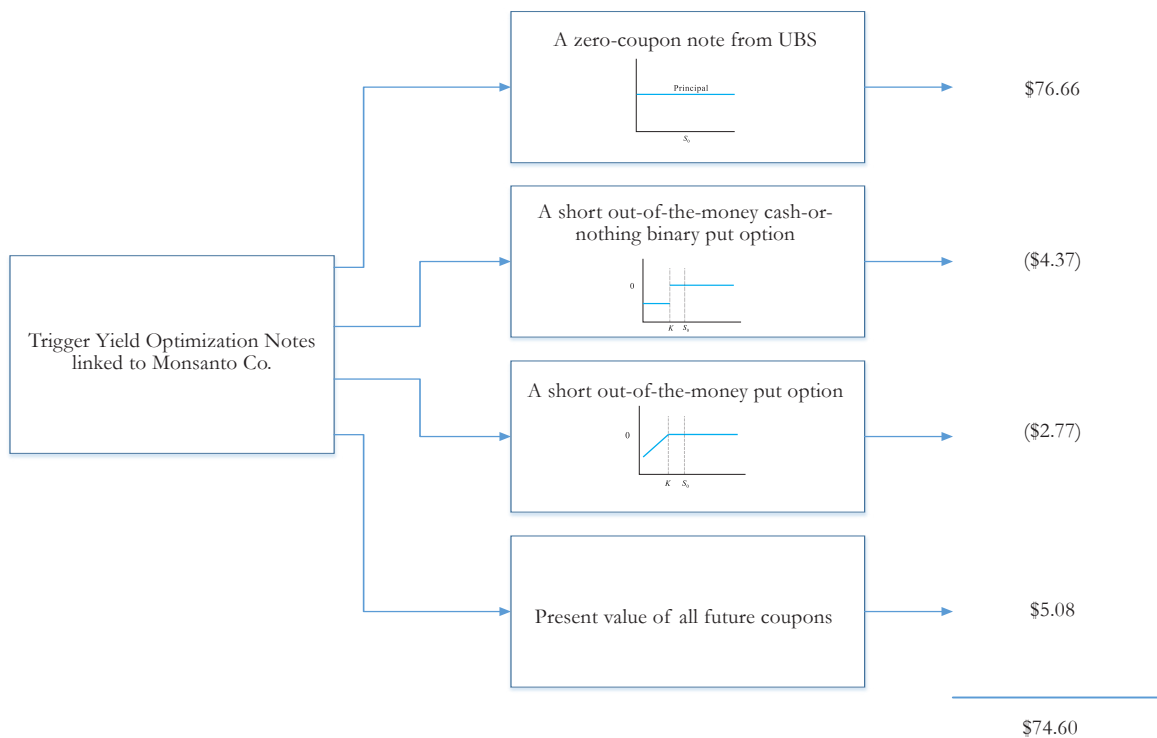 A zero-coupon note from UBS
Principal
S₀
$76.66
A short out-of-the-money cash-or-
nothing binary put option
0
K S₀
($4.37)
Trigger Yield Optimization Notes
linked to Monsanto Co.
A short out-of-the-money put option
0
K S₀
($2.77)
Present value of all future coupons
$5.08
$74.60